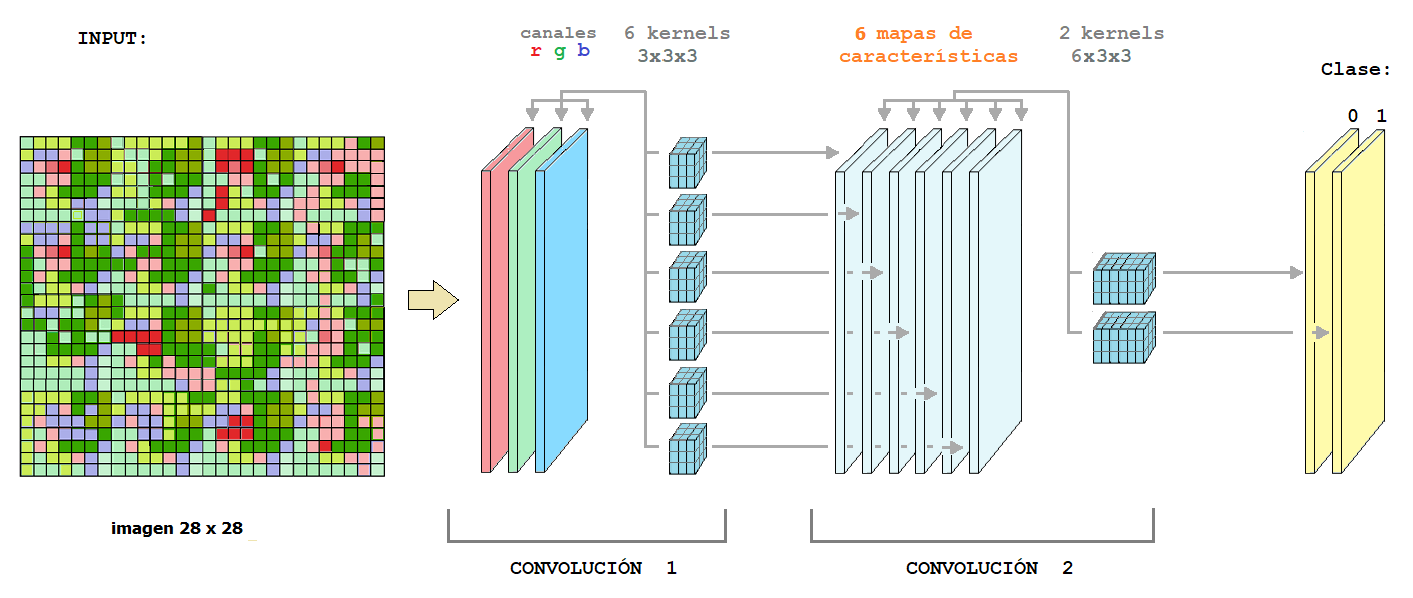 INPUT:
canales
r g b
6 kernels
3x3x3
6 mapas de
características
2 kernels
6x3x3
Clase:
0 1
imagen 28 x 28
CONVOLUCIÓN 1
CONVOLUCIÓN 2